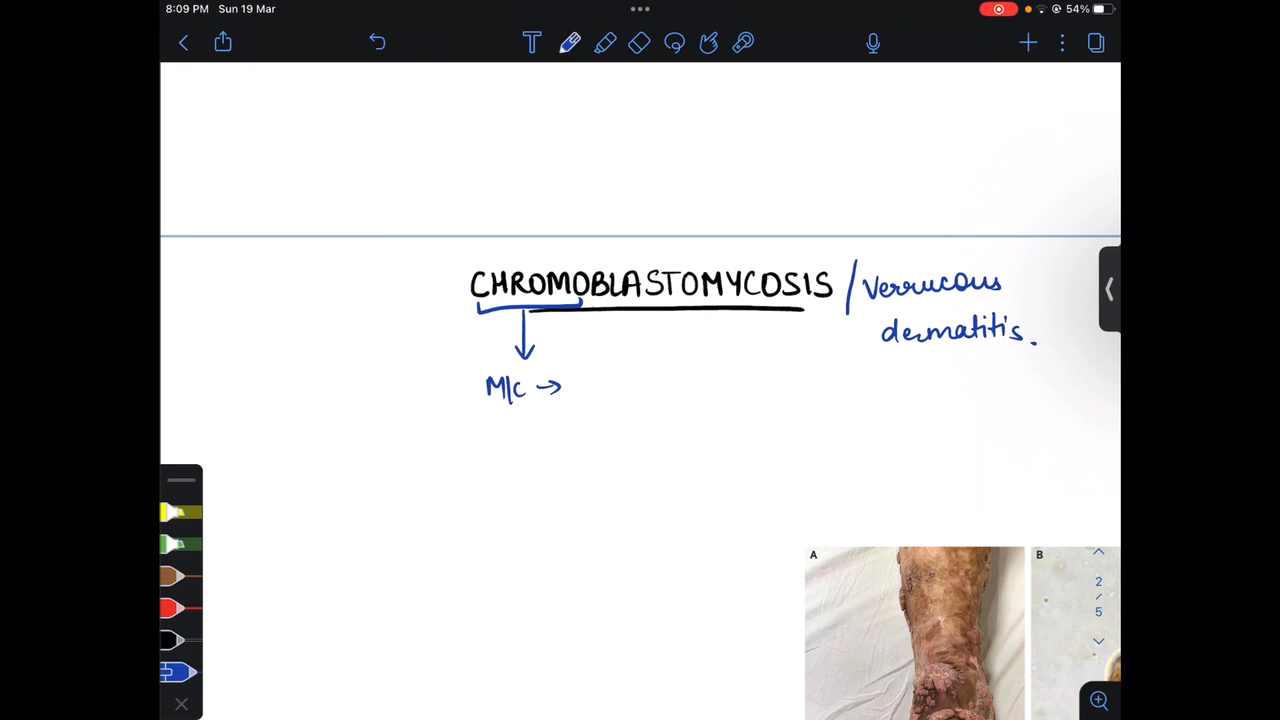 8:09 PM Sun 19 Mar
54%
CHROMOBLASTOMYCOSIS / Verrucous
dermatitis.
M/C →
A
B
2
/
5